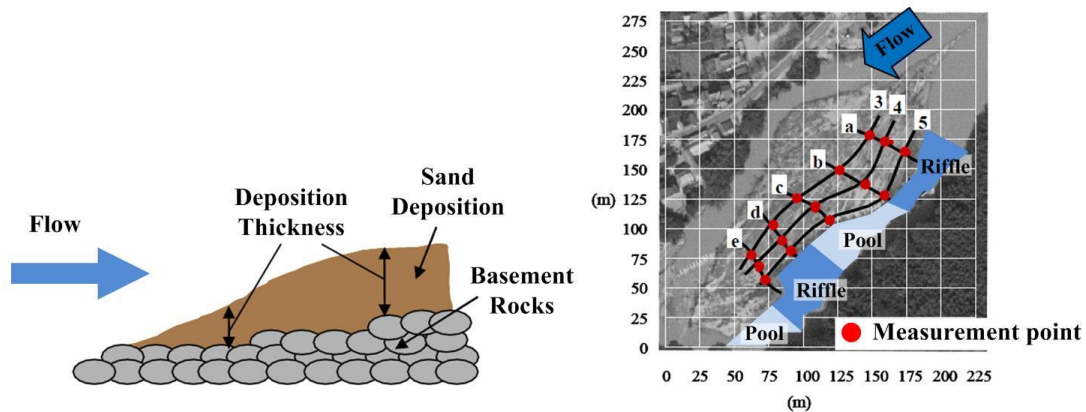 Flow
Deposition
Thickness
Sand
Deposition
Basement
Rocks
275
250
225
200
175
150
125
100
75
50
25
0
(m)
Flow
3
4
5
a
b
c
d
e
Riffle
Pool
Riffle
Pool
Measurement point
0 25 50 75 100 125 150 175 200 225
(m)